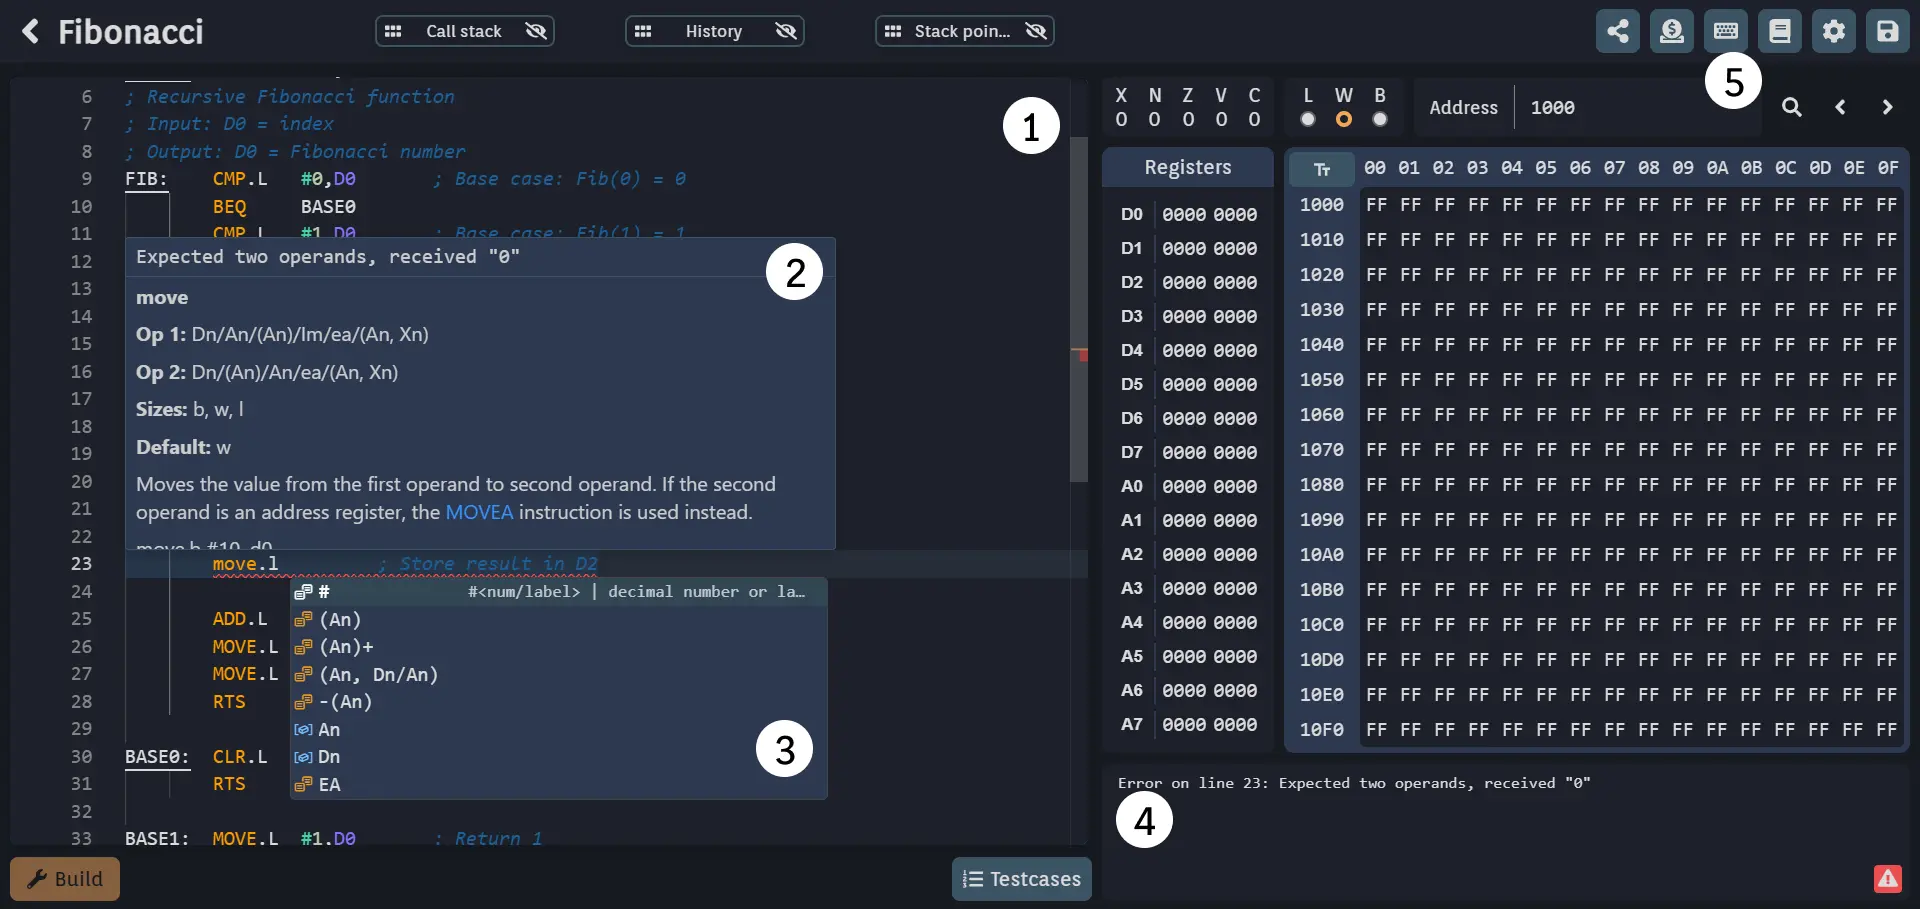 Fibonacci
Call stack
History
Stack poin...
6 ; Recursive Fibonacci function
7 ; Input: D0 = index
8 ; Output: D0 = Fibonacci number
9 FIB: CMP.L #0,D0 ; Base case: Fib(0) = 0
10 BEQ BASE0
11 CMP.L #1,D0 ; Base case: Fib(1) = 1
12
13
14
15
16
17
18
19
20
21
22
Expected two operands, received "0"
move
Op 1: Dn/An/(An)/Im/ea/(An, Xn)
Op 2: Dn/(An)/An/ea/(An, Xn)
Sizes: b, w, l
Default: w
Moves the value from the first operand to second operand. If the second
operand is an address register, the MOVEA instruction is used instead.
move.b #10, d0
23 move.l ; Store result in D2
24
25 ADD.L
26 MOVE.L
27 MOVE.L
28 RTS
29
30 BASE0: CLR.L
31 RTS
32
33 BASE1: MOVE.L #1,D0 ; Return 1
# #<num/label> | decimal number or la…
(An)
(An)+
(An, Dn/An)
-(An)
An
Dn
EA
1
2
3
4
5
Build
Testcases
X N Z V C
0 0 0 0 0
L W B
Address 1000
Registers
D0 0000 0000
D1 0000 0000
D2 0000 0000
D3 0000 0000
D4 0000 0000
D5 0000 0000
D6 0000 0000
D7 0000 0000
A0 0000 0000
A1 0000 0000
A2 0000 0000
A3 0000 0000
A4 0000 0000
A5 0000 0000
A6 0000 0000
A7 0000 0000
Tт 00 01 02 03 04 05 06 07 08 09 0A 0B 0C 0D 0E 0F
1000 FF FF FF FF FF FF FF FF FF FF FF FF FF FF FF FF
1010 FF FF FF FF FF FF FF FF FF FF FF FF FF FF FF FF
1020 FF FF FF FF FF FF FF FF FF FF FF FF FF FF FF FF
1030 FF FF FF FF FF FF FF FF FF FF FF FF FF FF FF FF
1040 FF FF FF FF FF FF FF FF FF FF FF FF FF FF FF FF
1050 FF FF FF FF FF FF FF FF FF FF FF FF FF FF FF FF
1060 FF FF FF FF FF FF FF FF FF FF FF FF FF FF FF FF
1070 FF FF FF FF FF FF FF FF FF FF FF FF FF FF FF FF
1080 FF FF FF FF FF FF FF FF FF FF FF FF FF FF FF FF
1090 FF FF FF FF FF FF FF FF FF FF FF FF FF FF FF FF
10A0 FF FF FF FF FF FF FF FF FF FF FF FF FF FF FF FF
10B0 FF FF FF FF FF FF FF FF FF FF FF FF FF FF FF FF
10C0 FF FF FF FF FF FF FF FF FF FF FF FF FF FF FF FF
10D0 FF FF FF FF FF FF FF FF FF FF FF FF FF FF FF FF
10E0 FF FF FF FF FF FF FF FF FF FF FF FF FF FF FF FF
10F0 FF FF FF FF FF FF FF FF FF FF FF FF FF FF FF FF
Error on line 23: Expected two operands, received "0"